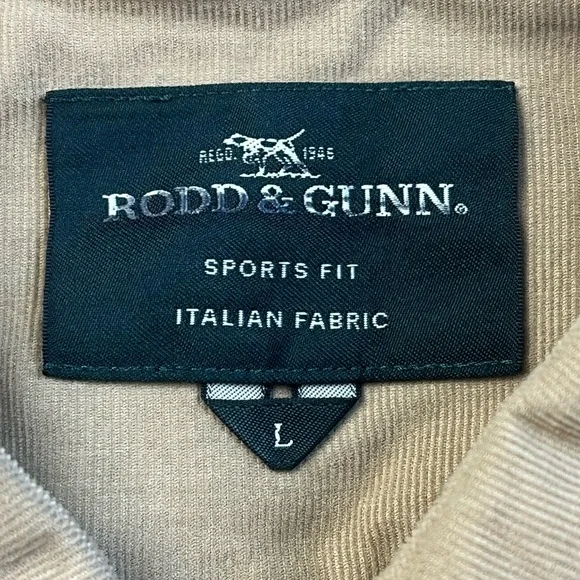 REGD. 1946
RODD & GUNN®
SPORTS FIT
ITALIAN FABRIC
L